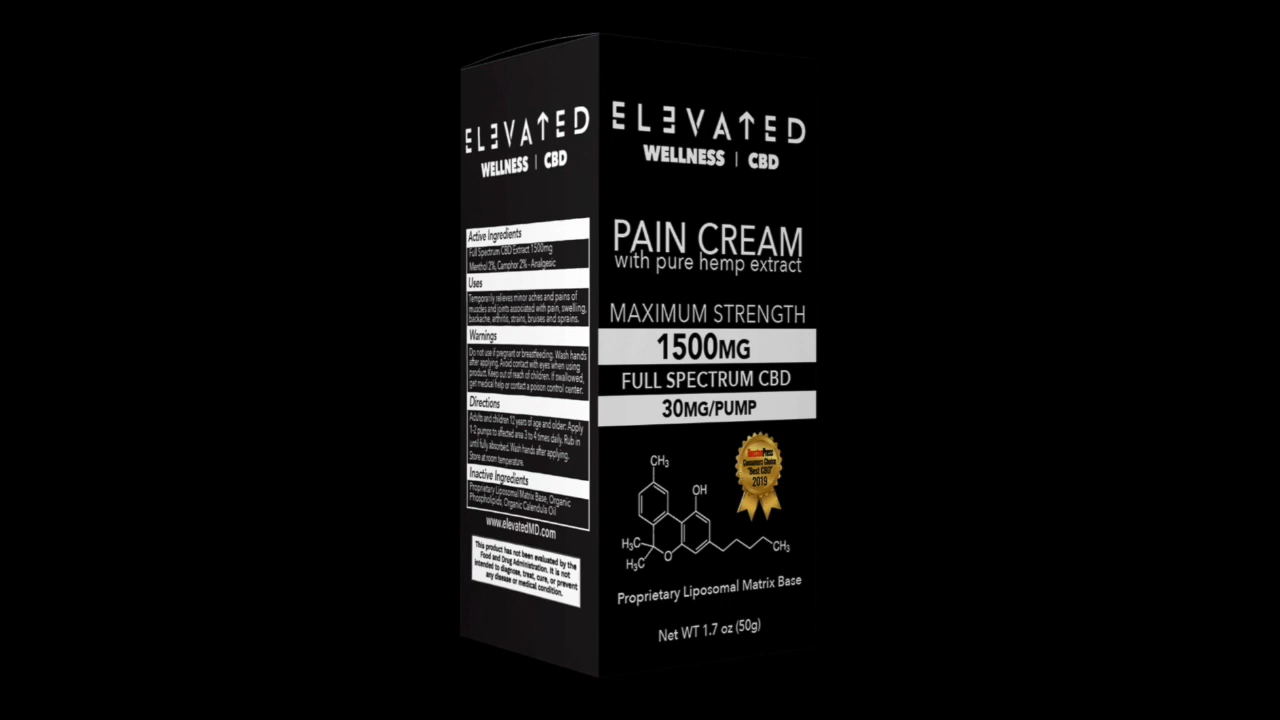 ELEVATED
WELLNESS | CBD
Active Ingredients
Full Spectrum CBD Extract 1500mg
Menthol 2%, Camphor 2% - Analgesic
Uses
Temporarily relieves minor aches and pains of
muscles and joints associated with pain, swelling,
backache, arthritis, strains, bruises and sprains.
Warnings
Do not use if pregnant or breastfeeding. Wash hands
after applying. Avoid contact with eyes when using
product. Keep out of reach of children. If swallowed,
get medical help or contact a poison control center.
Directions
Adults and children 12 years of age and older: Apply
1-2 pumps to affected area 3 to 4 times daily. Rub in
until fully absorbed. Wash hands after applying.
Store at room temperature.
Inactive Ingredients
Proprietary Liposomal Matrix Base, Organic
Phospholipids, Organic Calendula Oil
www.elevatedMD.com
This product has not been evaluated by the
Food and Drug Administration. It is not
intended to diagnose, treat, cure, or prevent
any disease or medical condition.
ELEVATED
WELLNESS | CBD
PAIN CREAM
with pure hemp extract
MAXIMUM STRENGTH
1500MG
FULL SPECTRUM CBD
30MG/PUMP
Consumers Choice
"Best CBD"
2019
CH3
OH
H3C
H3C
O
CH3
Proprietary Liposomal Matrix Base
Net WT 1.7 oz (50g)